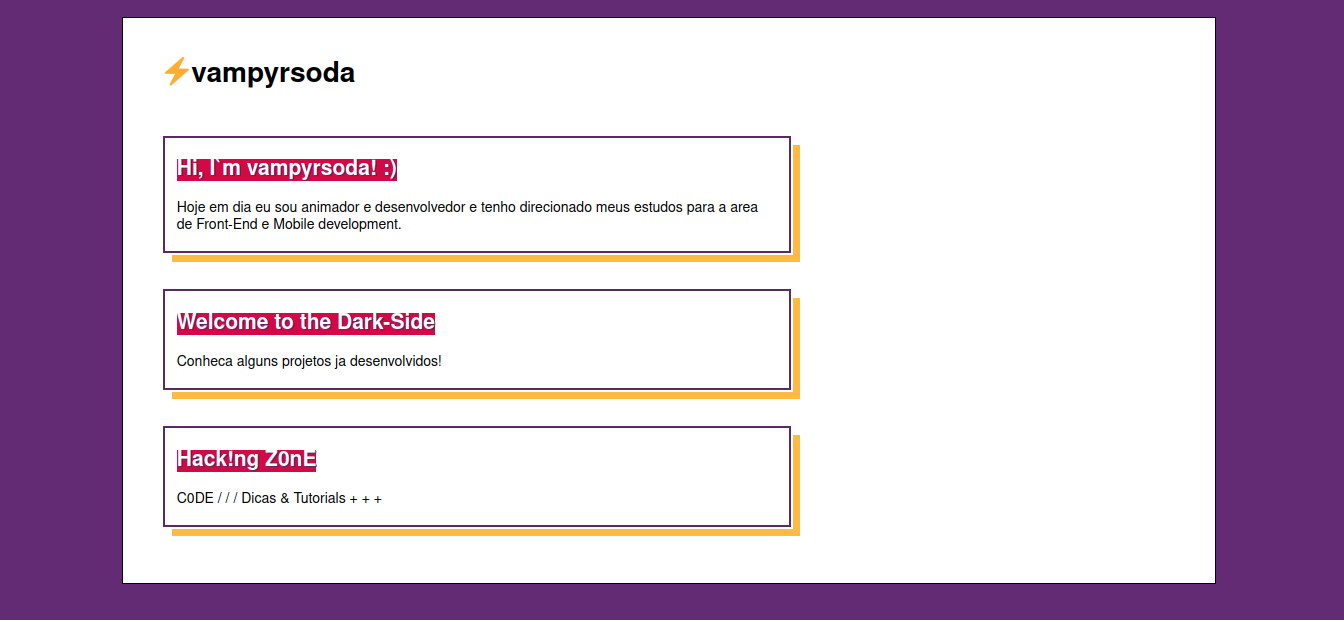 ⚡vampyrsoda
Hi, I`m vampyrsoda! :)
Hoje em dia eu sou animador e desenvolvedor e tenho direcionado meus estudos para a area
de Front-End e Mobile development.
Welcome to the Dark-Side
Conheca alguns projetos ja desenvolvidos!
Hack!ng Z0nE
C0DE / / / Dicas & Tutorials + + +